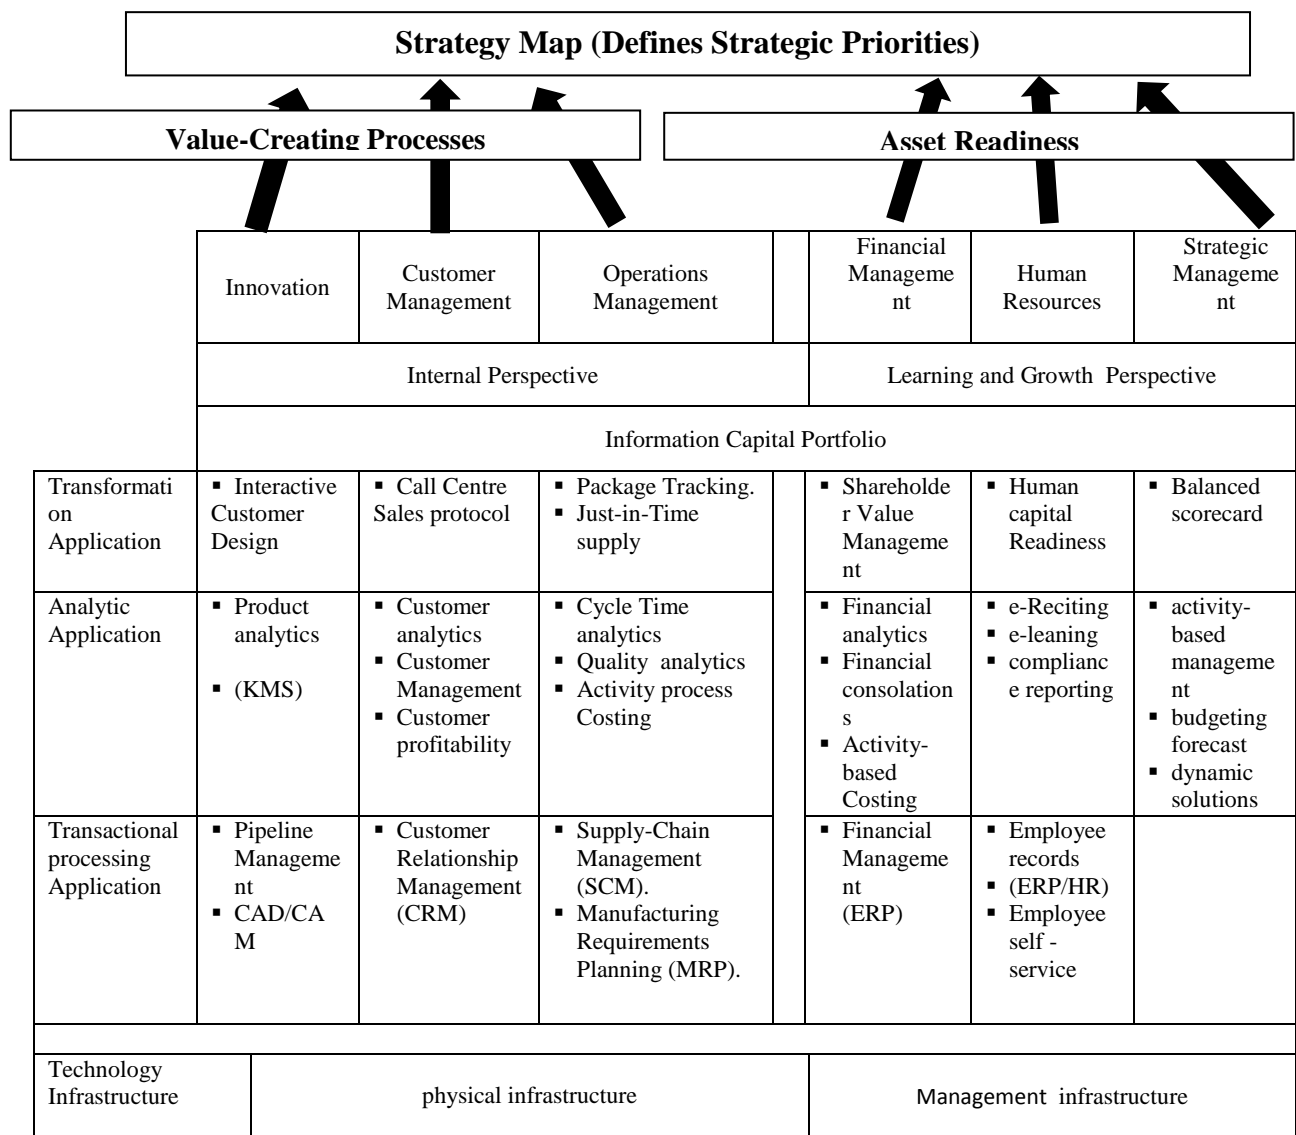 Strategy Map (Defines Strategic Priorities)
Value-Creating Processes
Asset Readiness
Innovation
Customer
Management
Operations
Management
Financial
Manageme
nt
Human
Resources
Strategic
Manageme
nt
Internal Perspective
Learning and Growth Perspective
Information Capital Portfolio
Transformati
on
Application
▪ Interactive
Customer
Design
▪ Call Centre
Sales protocol
▪ Package Tracking.
▪ Just-in-Time
supply
▪ Shareholde
r Value
Manageme
nt
▪ Human
capital
Readiness
▪ Balanced
scorecard
Analytic
Application
▪ Product
analytics
▪ (KMS)
▪ Customer
analytics
▪ Customer
Management
▪ Customer
profitability
▪ Cycle Time
analytics
▪ Quality analytics
▪ Activity process
Costing
▪ Financial
analytics
▪ Financial
consolation
s
▪ Activity-
based
Costing
▪ e-Reciting
▪ e-leaning
▪ complianc
e reporting
▪ activity-
based
manageme
nt
▪ budgeting
forecast
▪ dynamic
solutions
Transactional
processing
Application
▪ Pipeline
Manageme
nt
▪ CAD/CA
M
▪ Customer
Relationship
Management
(CRM)
▪ Supply-Chain
Management
(SCM).
▪ Manufacturing
Requirements
Planning (MRP).
▪ Financial
Manageme
nt
(ERP)
▪ Employee
records
▪ (ERP/HR)
▪ Employee
self -
service
Technology
Infrastructure
physical infrastructure
Management infrastructure